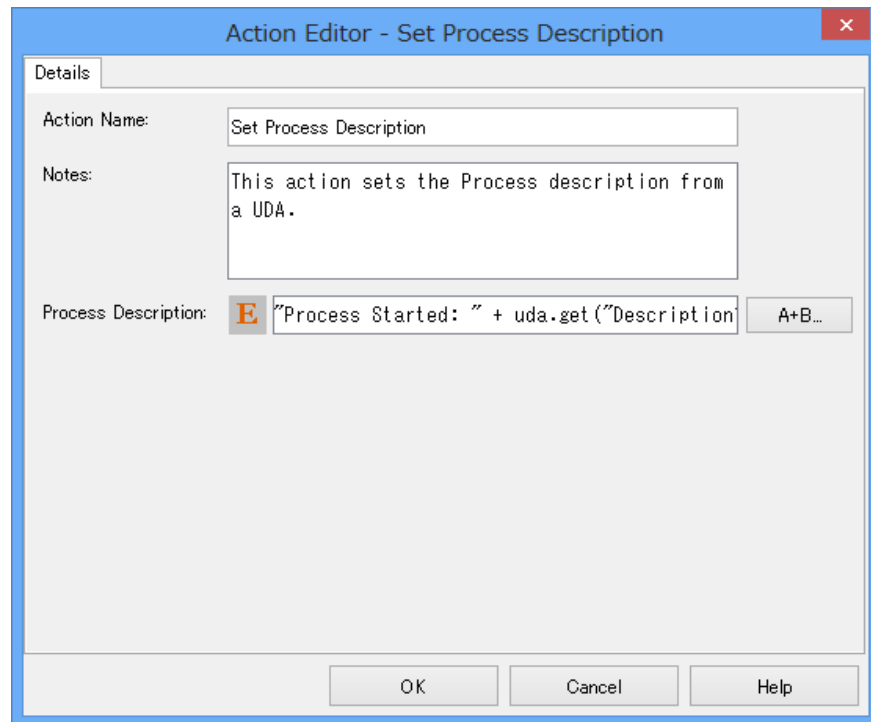 Action Editor - Set Process Description
×
Details
Action Name:
Set Process Description
Notes:
This action sets the Process description from
a UDA.
Process Description:
E
"Process Started: " + uda.get("Description"
A+B...
OK
Cancel
Help